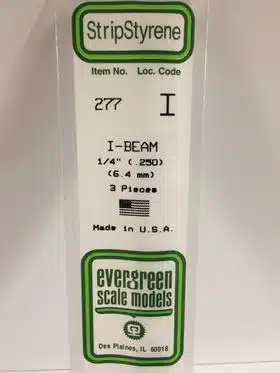 StripStyrene
Item No. Loc. Code
277 I
I-BEAM
1/4" (.250)
(6.4 mm)
3 Pieces
Made in U.S.A.
evergreen
scale models
Des Plaines, IL 60018